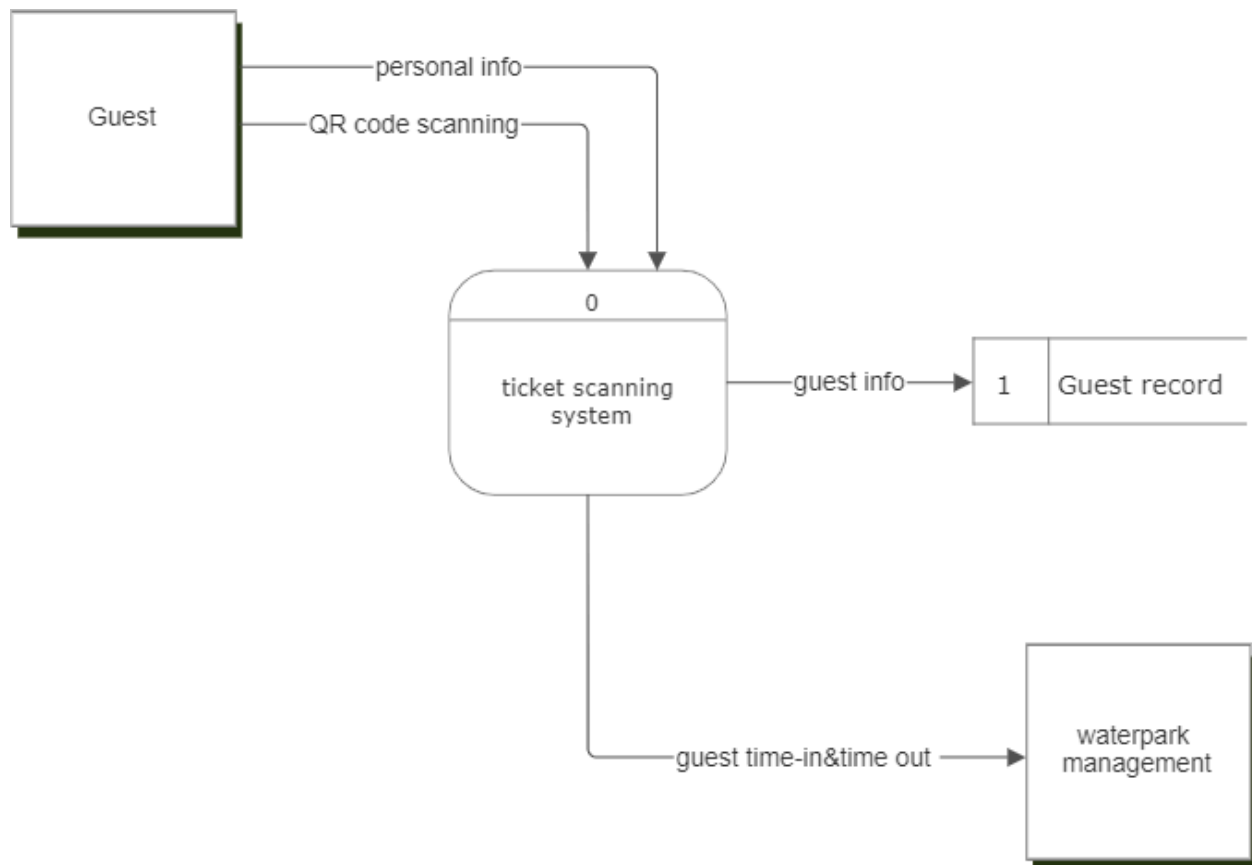 personal info
Guest
QR code scanning
0
ticket scanning
system
guest info
1
Guest record
waterpark
management
guest time-in&time out